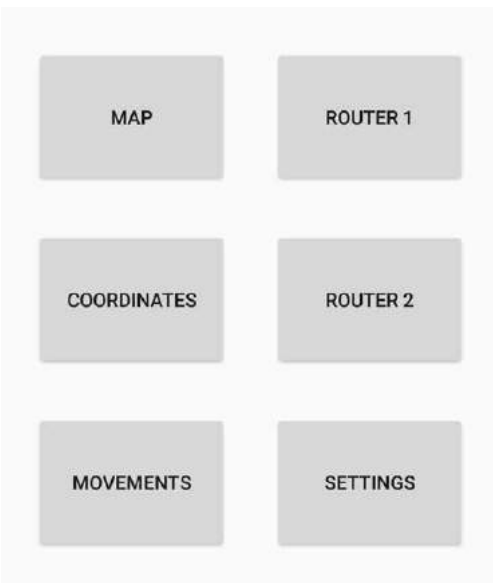 MAP
ROUTER 1
COORDINATES
ROUTER 2
MOVEMENTS
SETTINGS